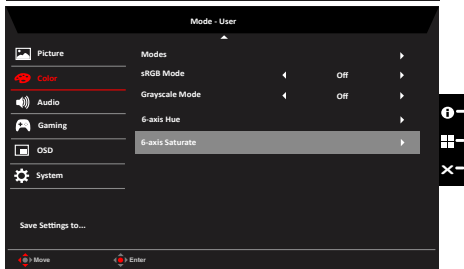 Mode - User
Picture
Color
Audio
Gaming
OSD
System
Save Settings to...
Modes
sRGB Mode Off
Grayscale Mode Off
6-axis Hue
6-axis Saturate
Move Enter